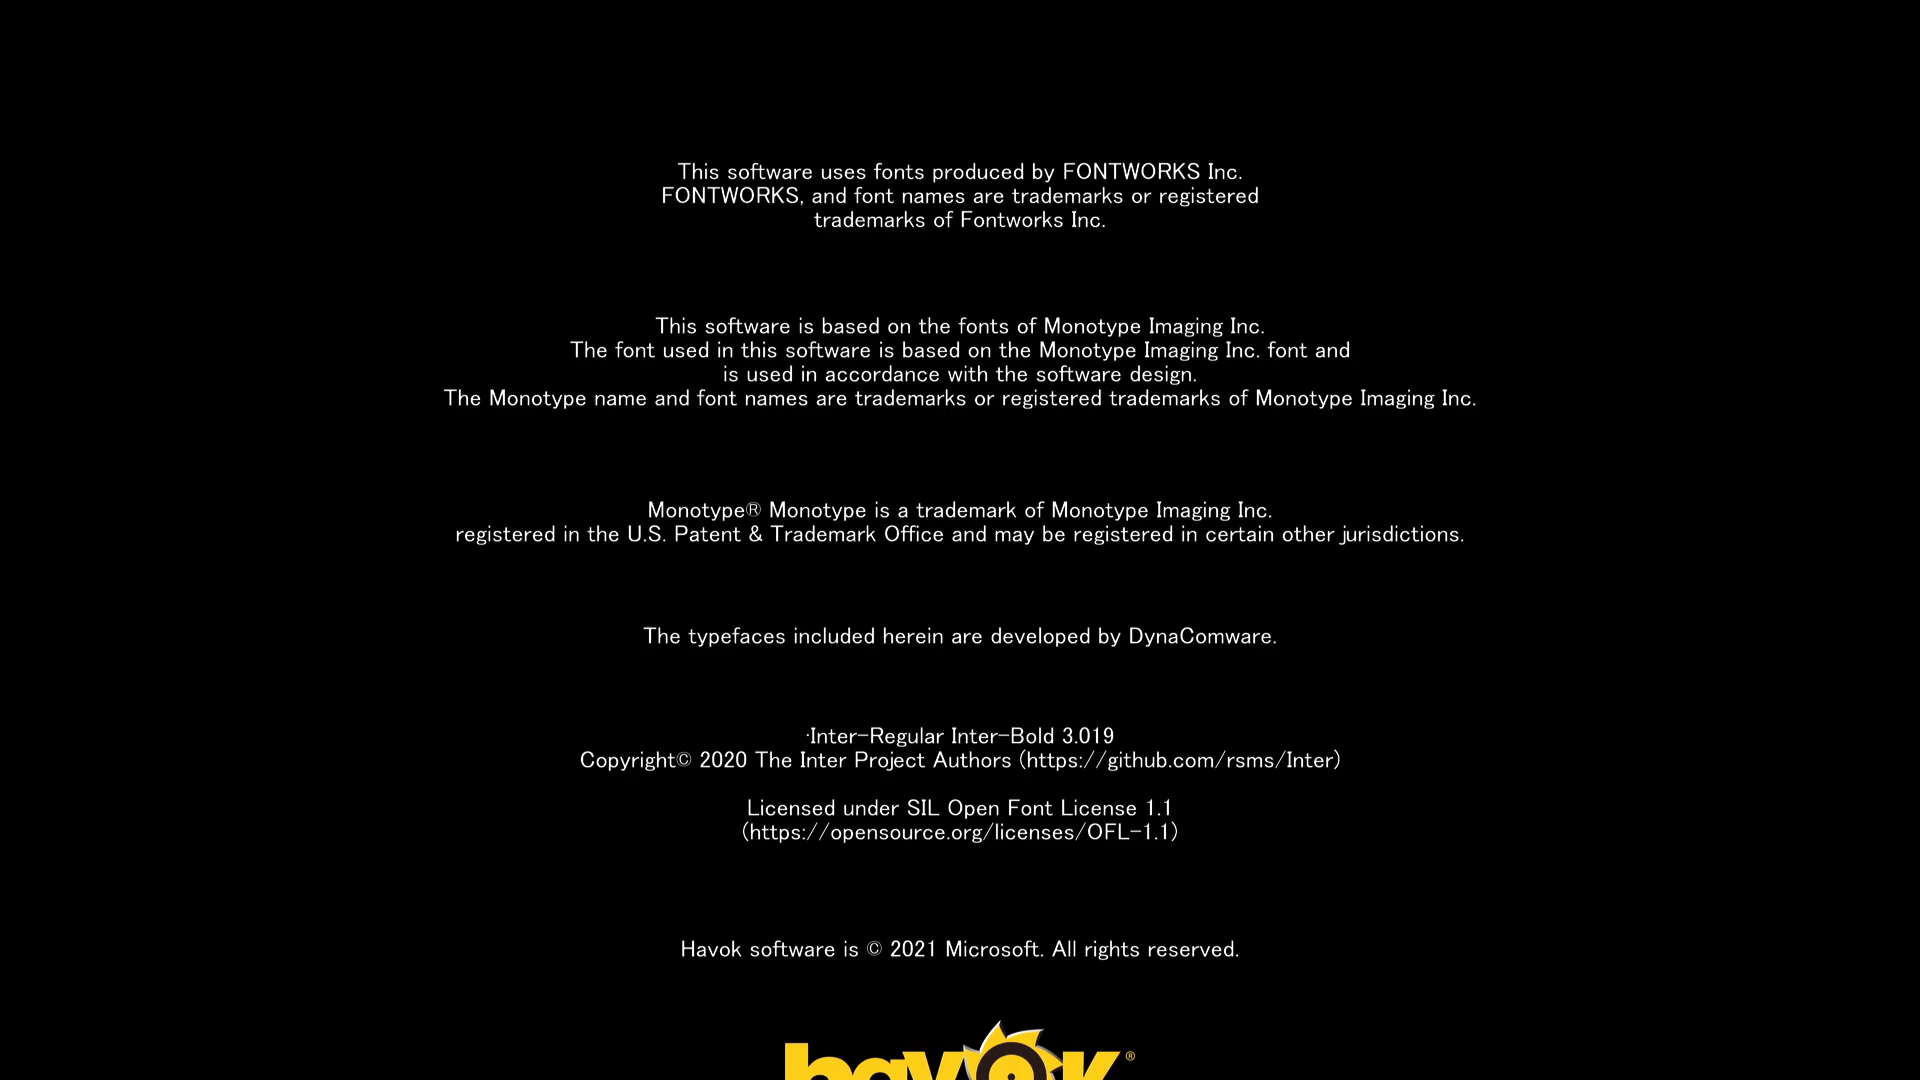 This software uses fonts produced by FONTWORKS Inc.
FONTWORKS, and font names are trademarks or registered
trademarks of Fontworks Inc.
This software is based on the fonts of Monotype Imaging Inc.
The font used in this software is based on the Monotype Imaging Inc. font and
is used in accordance with the software design.
The Monotype name and font names are trademarks or registered trademarks of Monotype Imaging Inc.
Monotype® Monotype is a trademark of Monotype Imaging Inc.
registered in the U.S. Patent & Trademark Office and may be registered in certain other jurisdictions.
The typefaces included herein are developed by DynaComware.
·Inter-Regular Inter-Bold 3.019
Copyright© 2020 The Inter Project Authors (https://github.com/rsms/Inter)
Licensed under SIL Open Font License 1.1
(https://opensource.org/licenses/OFL-1.1)
Havok software is © 2021 Microsoft. All rights reserved.
havok®